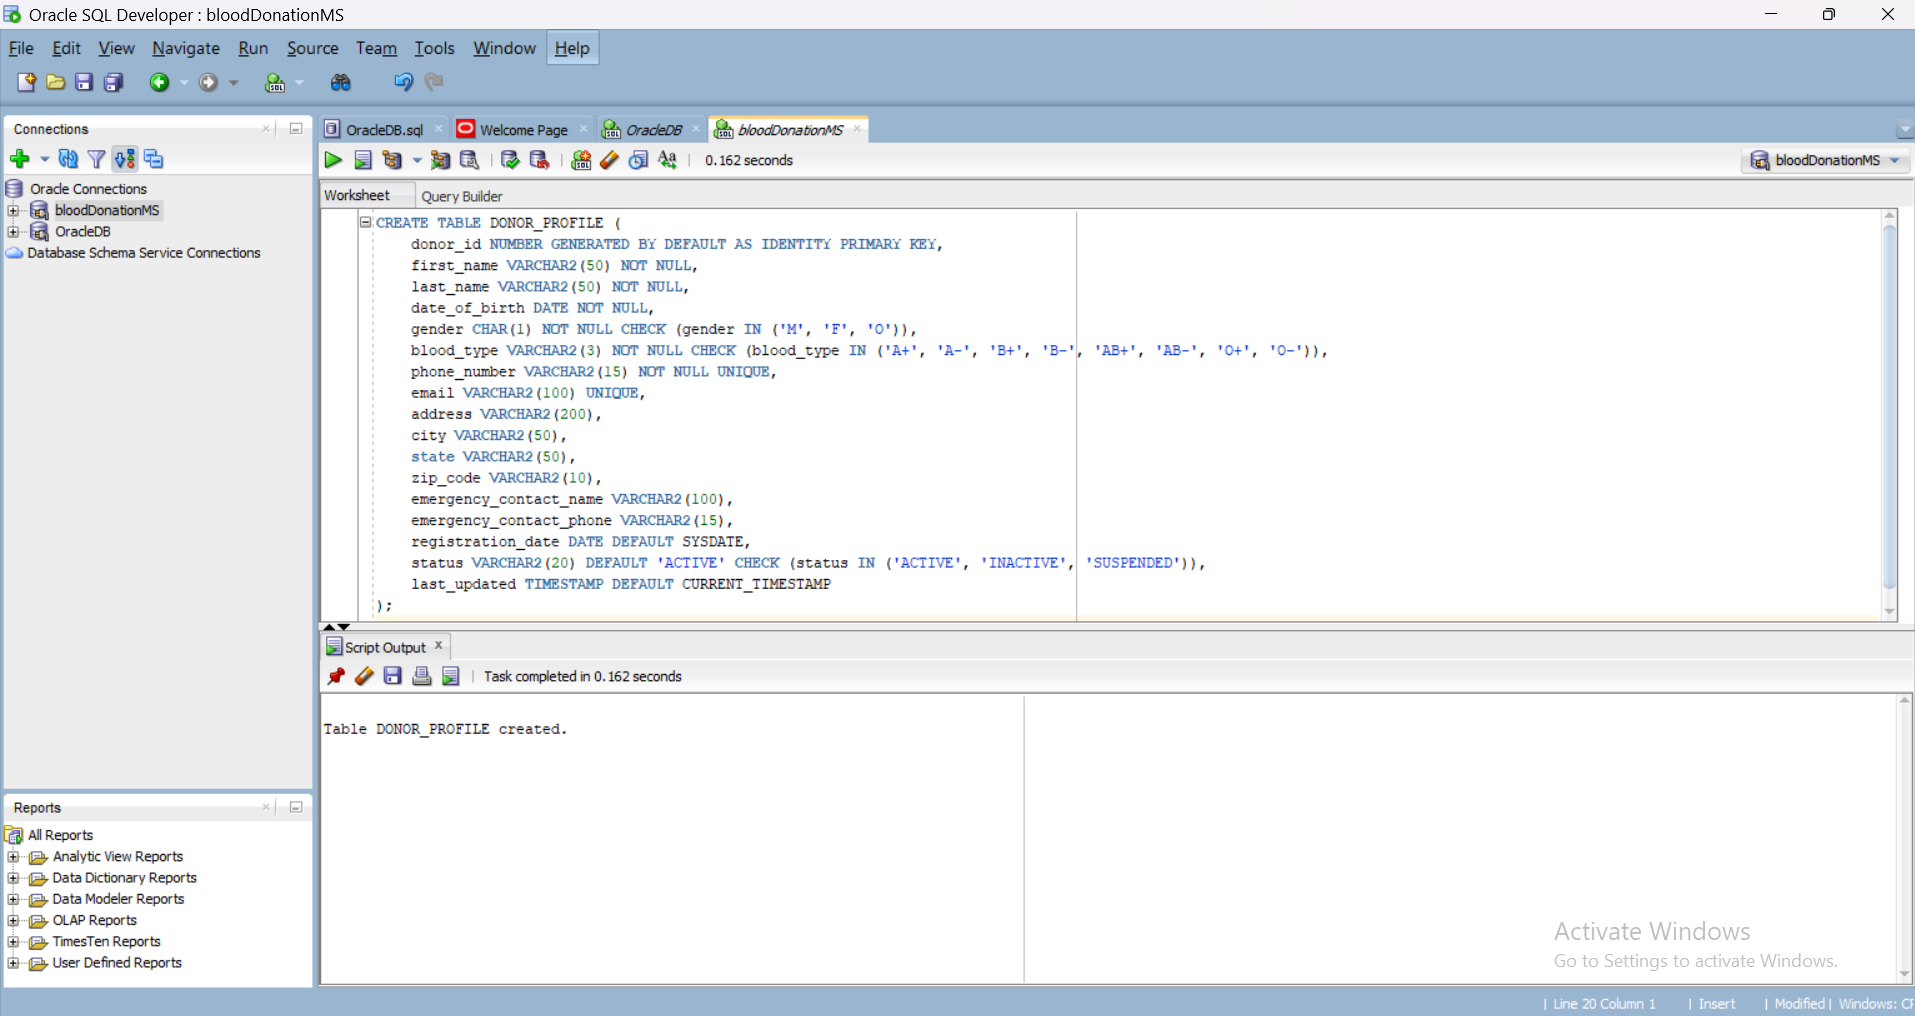 Oracle SQL Developer : bloodDonationMS
File Edit View Navigate Run Source Team Tools Window Help
Connections
Oracle Connections
bloodDonationMS
OracleDB
Database Schema Service Connections
OracleDB.sql Welcome Page OracleDB bloodDonationMS
0.162 seconds bloodDonationMS
Worksheet Query Builder
CREATE TABLE DONOR_PROFILE (
donor_id NUMBER GENERATED BY DEFAULT AS IDENTITY PRIMARY KEY,
first_name VARCHAR2(50) NOT NULL,
last_name VARCHAR2(50) NOT NULL,
date_of_birth DATE NOT NULL,
gender CHAR(1) NOT NULL CHECK (gender IN ('M', 'F', 'O')),
blood_type VARCHAR2(3) NOT NULL CHECK (blood_type IN ('A+', 'A-', 'B+', 'B-', 'AB+', 'AB-', 'O+', 'O-')),
phone_number VARCHAR2(15) NOT NULL UNIQUE,
email VARCHAR2(100) UNIQUE,
address VARCHAR2(200),
city VARCHAR2(50),
state VARCHAR2(50),
zip_code VARCHAR2(10),
emergency_contact_name VARCHAR2(100),
emergency_contact_phone VARCHAR2(15),
registration_date DATE DEFAULT SYSDATE,
status VARCHAR2(20) DEFAULT 'ACTIVE' CHECK (status IN ('ACTIVE', 'INACTIVE', 'SUSPENDED')),
last_updated TIMESTAMP DEFAULT CURRENT_TIMESTAMP
);
Script Output
Task completed in 0.162 seconds
Table DONOR_PROFILE created.
Reports
All Reports
Analytic View Reports
Data Dictionary Reports
Data Modeler Reports
OLAP Reports
TimesTen Reports
User Defined Reports
Activate Windows
Go to Settings to activate Windows.
Line 20 Column 1 | Insert | Modified | Windows: C